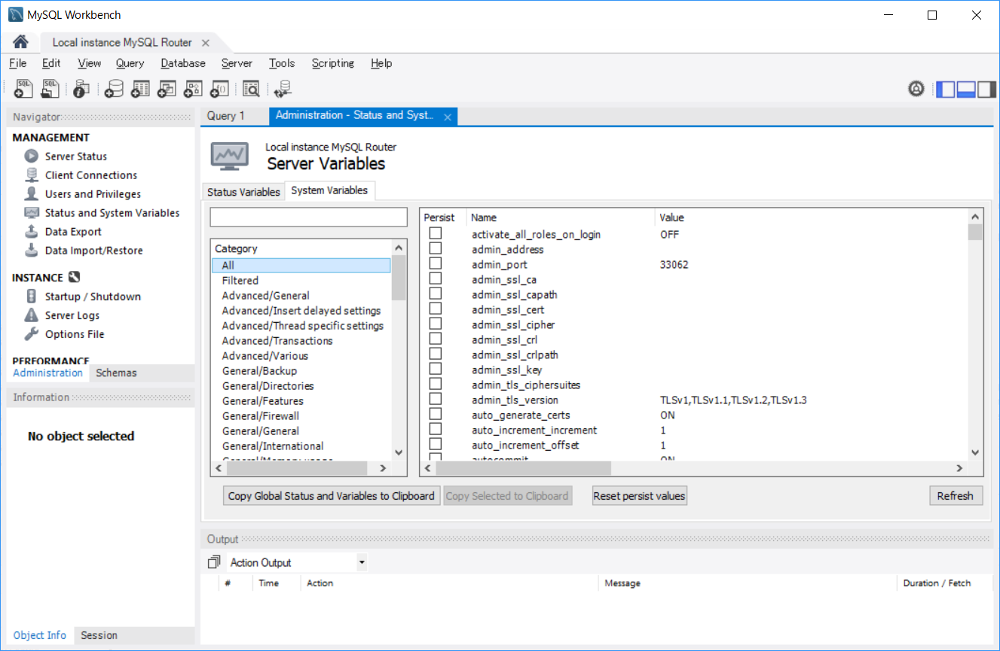 MySQL Workbench
Local instance MySQL Router
File Edit View Query Database Server Tools Scripting Help
SQL SQL
Navigator
MANAGEMENT
Server Status
Client Connections
Users and Privileges
Status and System Variables
Data Export
Data Import/Restore
INSTANCE
Startup / Shutdown
Server Logs
Options File
PERFORMANCE
Administration Schemas
Information
No object selected
Object Info Session
Query 1 Administration - Status and Syst...
Local instance MySQL Router
Server Variables
Status Variables System Variables
Category
All
Filtered
Advanced/General
Advanced/Insert delayed settings
Advanced/Thread specific settings
Advanced/Transactions
Advanced/Various
General/Backup
General/Directories
General/Features
General/Firewall
General/General
General/International
General/Memory usage
Persist Name Value
activate_all_roles_on_login OFF
admin_address
admin_port 33062
admin_ssl_ca
admin_ssl_capath
admin_ssl_cert
admin_ssl_cipher
admin_ssl_crl
admin_ssl_crlpath
admin_ssl_key
admin_tls_ciphersuites
admin_tls_version TLSv1,TLSv1.1,TLSv1.2,TLSv1.3
auto_generate_certs ON
auto_increment_increment 1
auto_increment_offset 1
autocommit ON
Copy Global Status and Variables to Clipboard Copy Selected to Clipboard Reset persist values Refresh
Output
Action Output
# Time Action Message Duration / Fetch